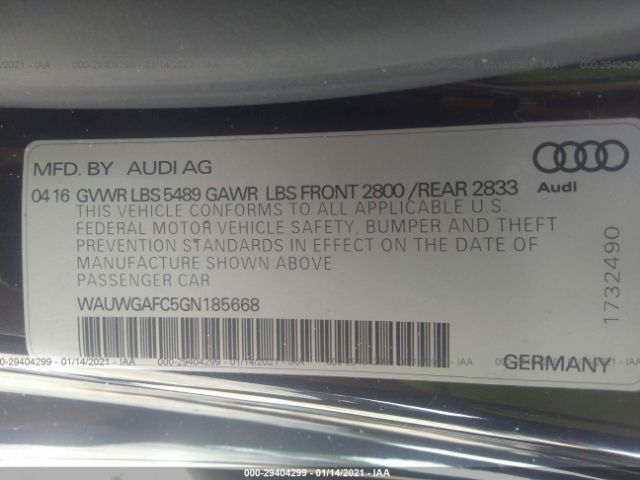 000-29404299 - 01/14/2021 - IAA
MFD. BY AUDI AG
04 16 GVWR LBS 5489 GAWR LBS FRONT 2800 /REAR 2833
Audi
THIS VEHICLE CONFORMS TO ALL APPLICABLE U.S.
FEDERAL MOTOR VEHICLE SAFETY, BUMPER AND THEFT
PREVENTION STANDARDS IN EFFECT ON THE DATE OF
MANUFACTURE SHOWN ABOVE
PASSENGER CAR
WAUWGAFC5GN185668
1732490
GERMANY
000-29404299 - 01/14/2021 - IAA